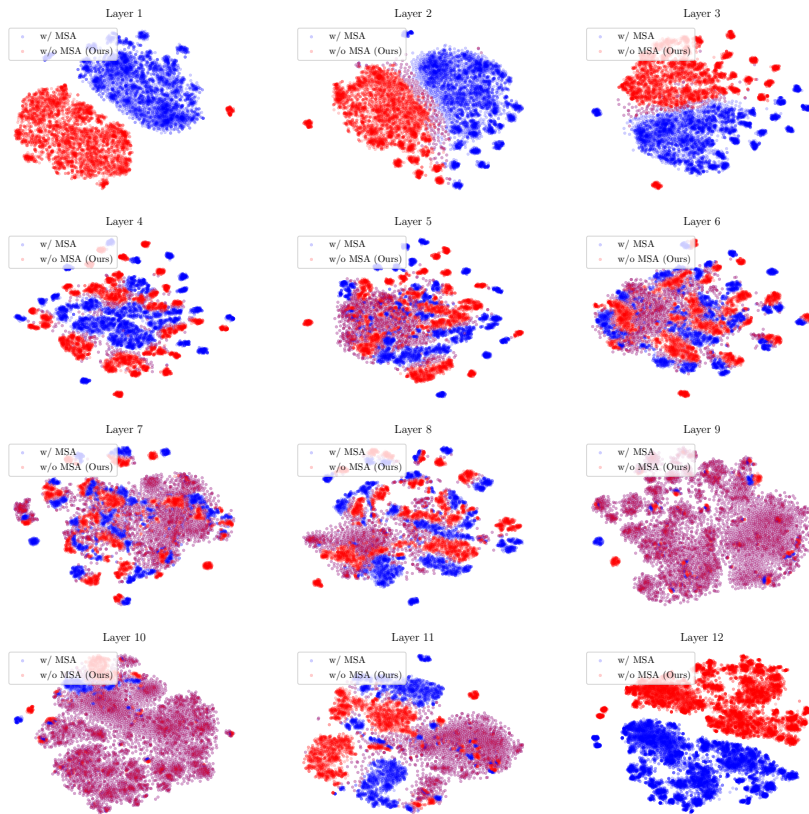 Layer 1
w/ MSA
w/o MSA (Ours)
Layer 2
w/ MSA
w/o MSA (Ours)
Layer 3
w/ MSA
w/o MSA (Ours)
Layer 4
w/ MSA
w/o MSA (Ours)
Layer 5
w/ MSA
w/o MSA (Ours)
Layer 6
w/ MSA
w/o MSA (Ours)
Layer 7
w/ MSA
w/o MSA (Ours)
Layer 8
w/ MSA
w/o MSA (Ours)
Layer 9
w/ MSA
w/o MSA (Ours)
Layer 10
w/ MSA
w/o MSA (Ours)
Layer 11
w/ MSA
w/o MSA (Ours)
Layer 12
w/ MSA
w/o MSA (Ours)